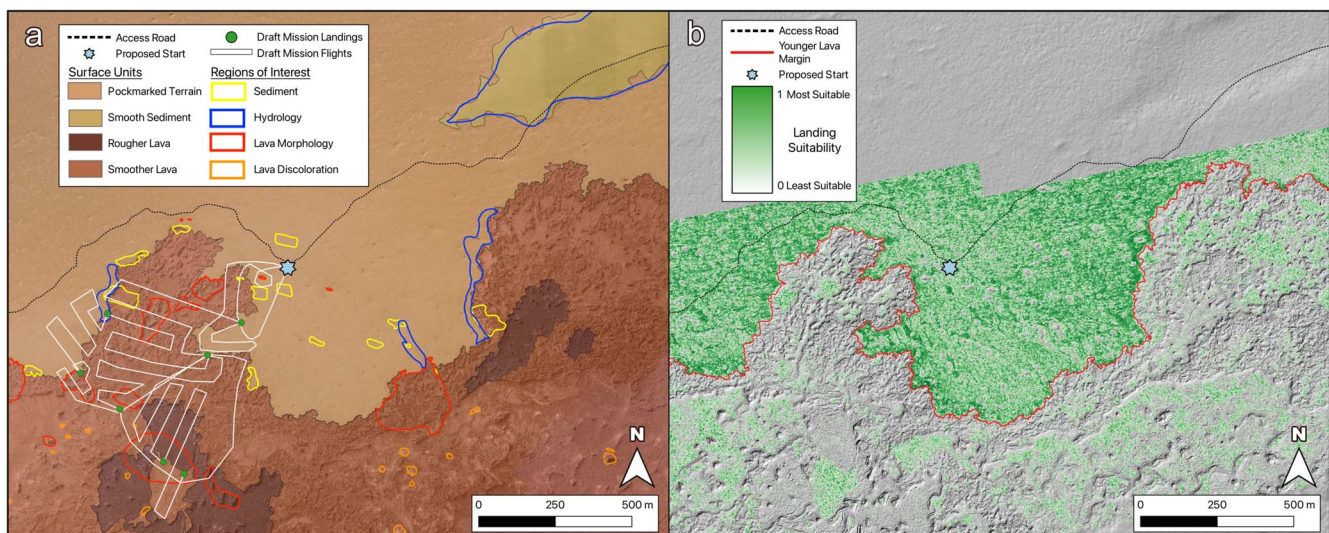 a
Access Road
Proposed Start
Draft Mission Landings
Draft Mission Flights
Surface Units
Pockmarked Terrain
Smooth Sediment
Rougher Lava
Smoother Lava
Regions of Interest
Sediment
Hydrology
Lava Morphology
Lava Discoloration
N
0 250 500 m
b
Access Road
Younger Lava
Margin
Proposed Start
1 Most Suitable
Landing
Suitability
0 Least Suitable
N
0 250 500 m